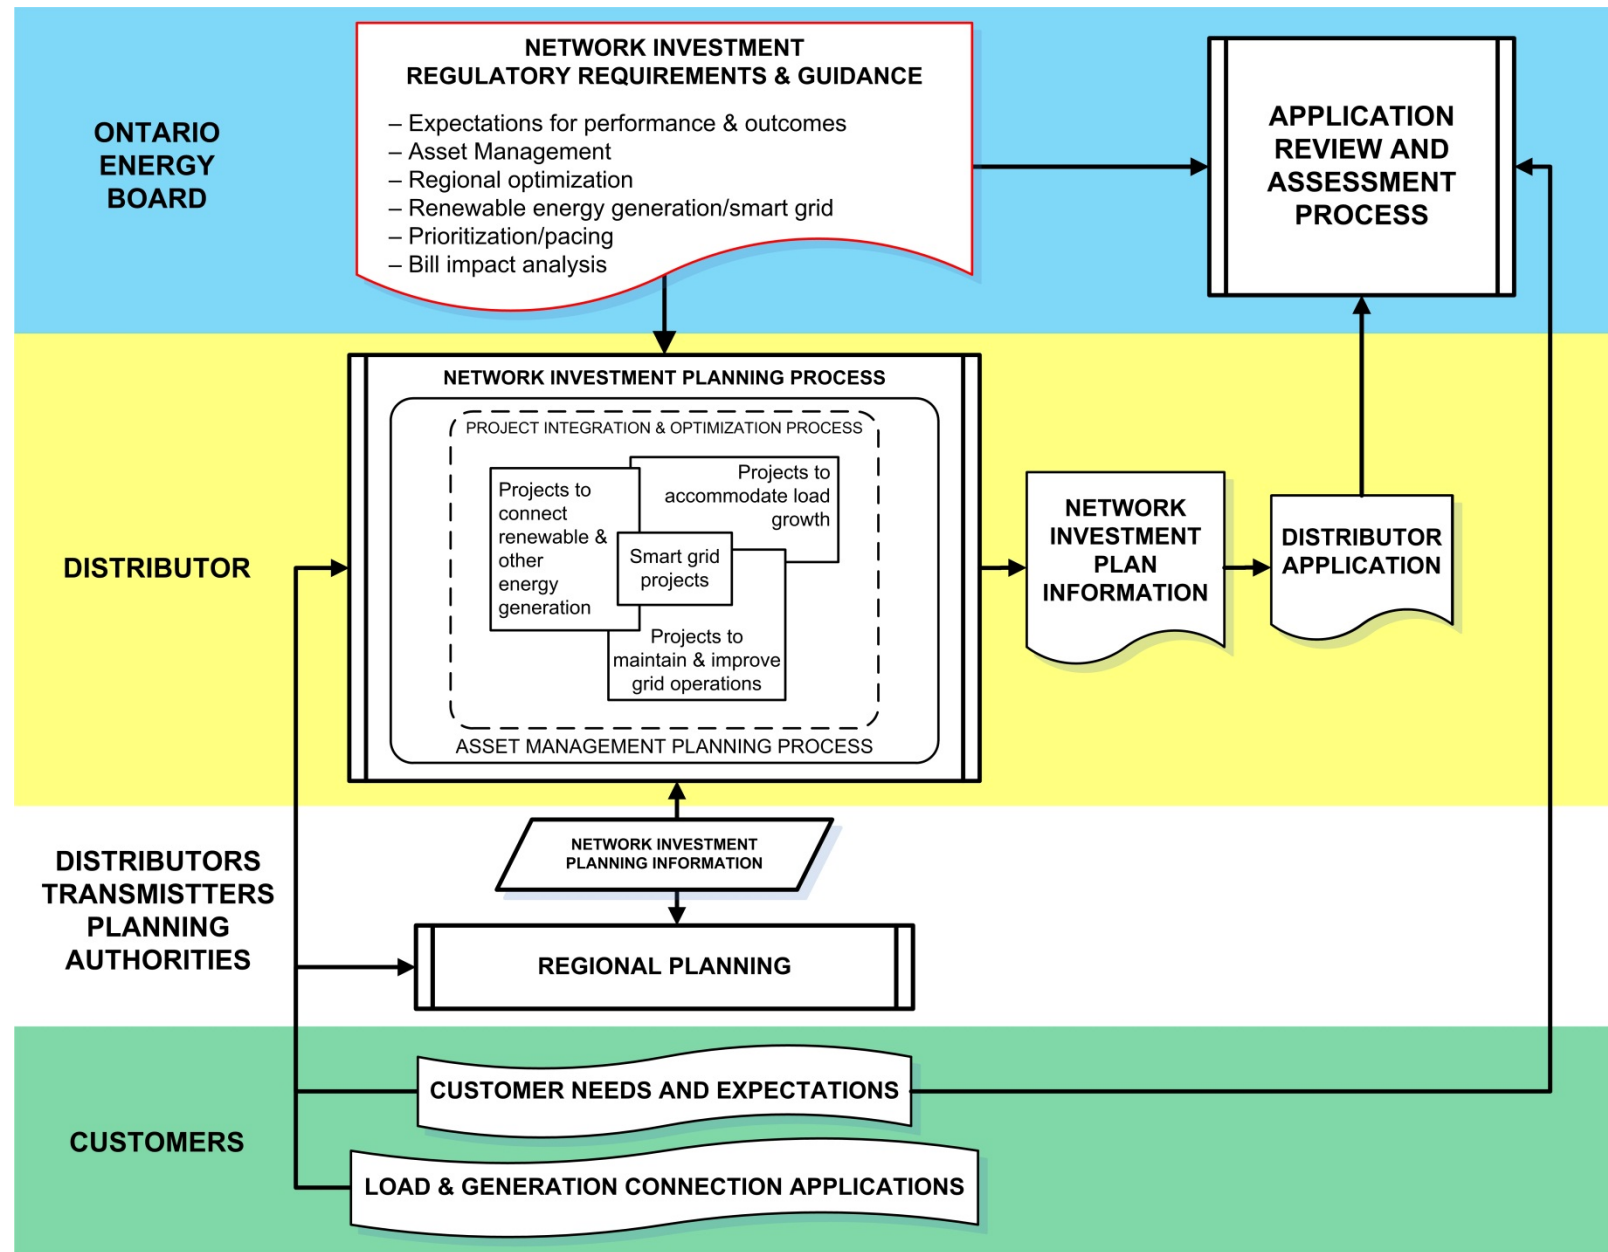 NETWORK INVESTMENT
REGULATORY REQUIREMENTS & GUIDANCE
– Expectations for performance & outcomes
– Asset Management
– Regional optimization
– Renewable energy generation/smart grid
– Prioritization/pacing
– Bill impact analysis
ONTARIO
ENERGY
BOARD
APPLICATION
REVIEW AND
ASSESSMENT
PROCESS
DISTRIBUTOR
NETWORK INVESTMENT PLANNING PROCESS
PROJECT INTEGRATION & OPTIMIZATION PROCESS
Projects to
connect
renewable &
other
energy
generation
Projects to
accommodate load
growth
Smart grid
projects
Projects to
maintain & improve
grid operations
ASSET MANAGEMENT PLANNING PROCESS
NETWORK
INVESTMENT
PLAN
INFORMATION
DISTRIBUTOR
APPLICATION
DISTRIBUTORS
TRANSMISTTERS
PLANNING
AUTHORITIES
NETWORK INVESTMENT
PLANNING INFORMATION
REGIONAL PLANNING
CUSTOMERS
CUSTOMER NEEDS AND EXPECTATIONS
LOAD & GENERATION CONNECTION APPLICATIONS